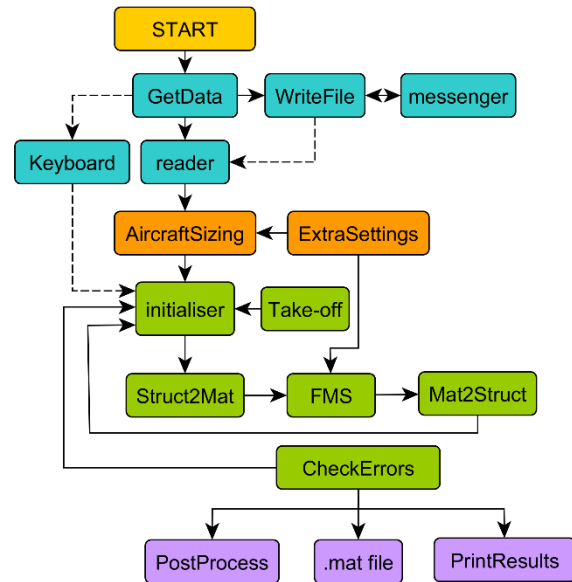 START
GetData
WriteFile
messenger
Keyboard
reader
AircraftSizing
ExtraSettings
initialiser
Take-off
Struct2Mat
FMS
Mat2Struct
CheckErrors
PostProcess
.mat file
PrintResults